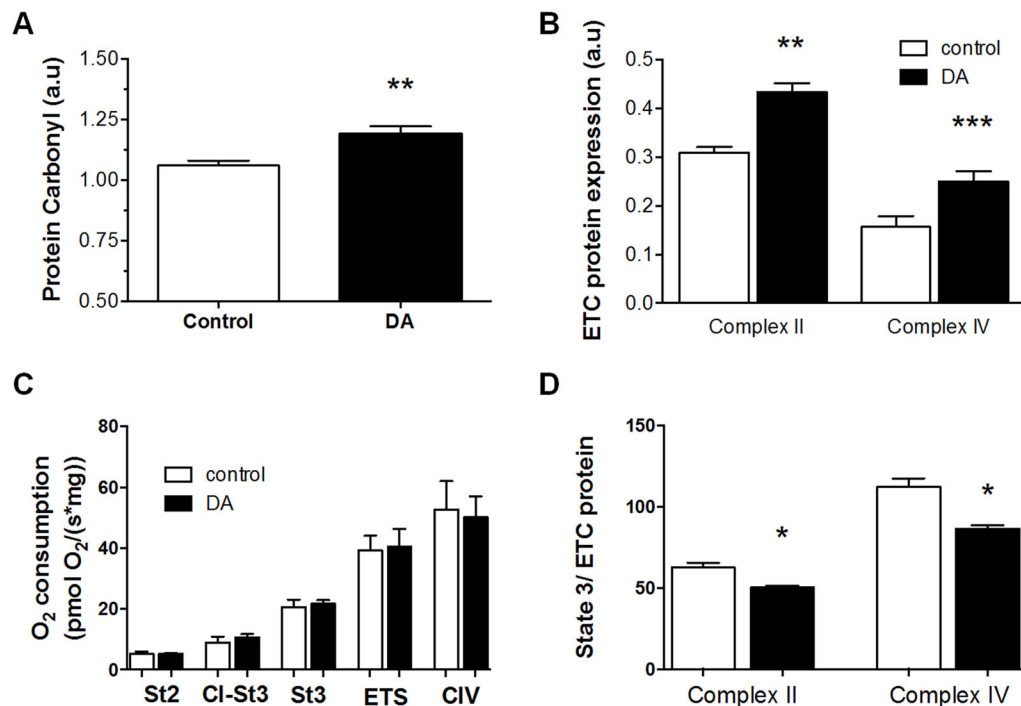 A
Protein Carbonyl (a.u)
1.50
1.25
1.00
0.75
0.50
**
Control DA
B
ETC protein expression (a.u)
0.5
0.4
0.3
0.2
0.1
0.0
**
***
control
DA
Complex II Complex IV
C
O2 consumption
(pmol O2/(s*mg))
80
60
40
20
0
control
DA
St2 CI-St3 St3 ETS CIV
D
State 3/ ETC protein
150
100
50
0
*
*
Complex II Complex IV